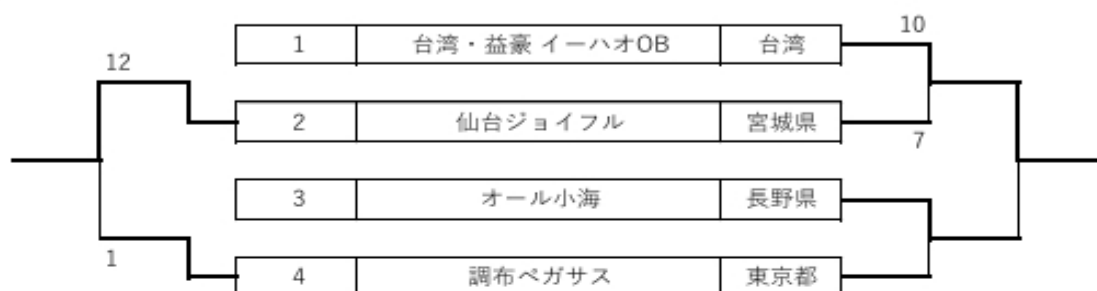 10
1 台湾・益豪 イーハオOB 台湾
12
2 仙台ジョイフル 宮城県
7
3 オール小海 長野県
1
4 調布ペガサス 東京都